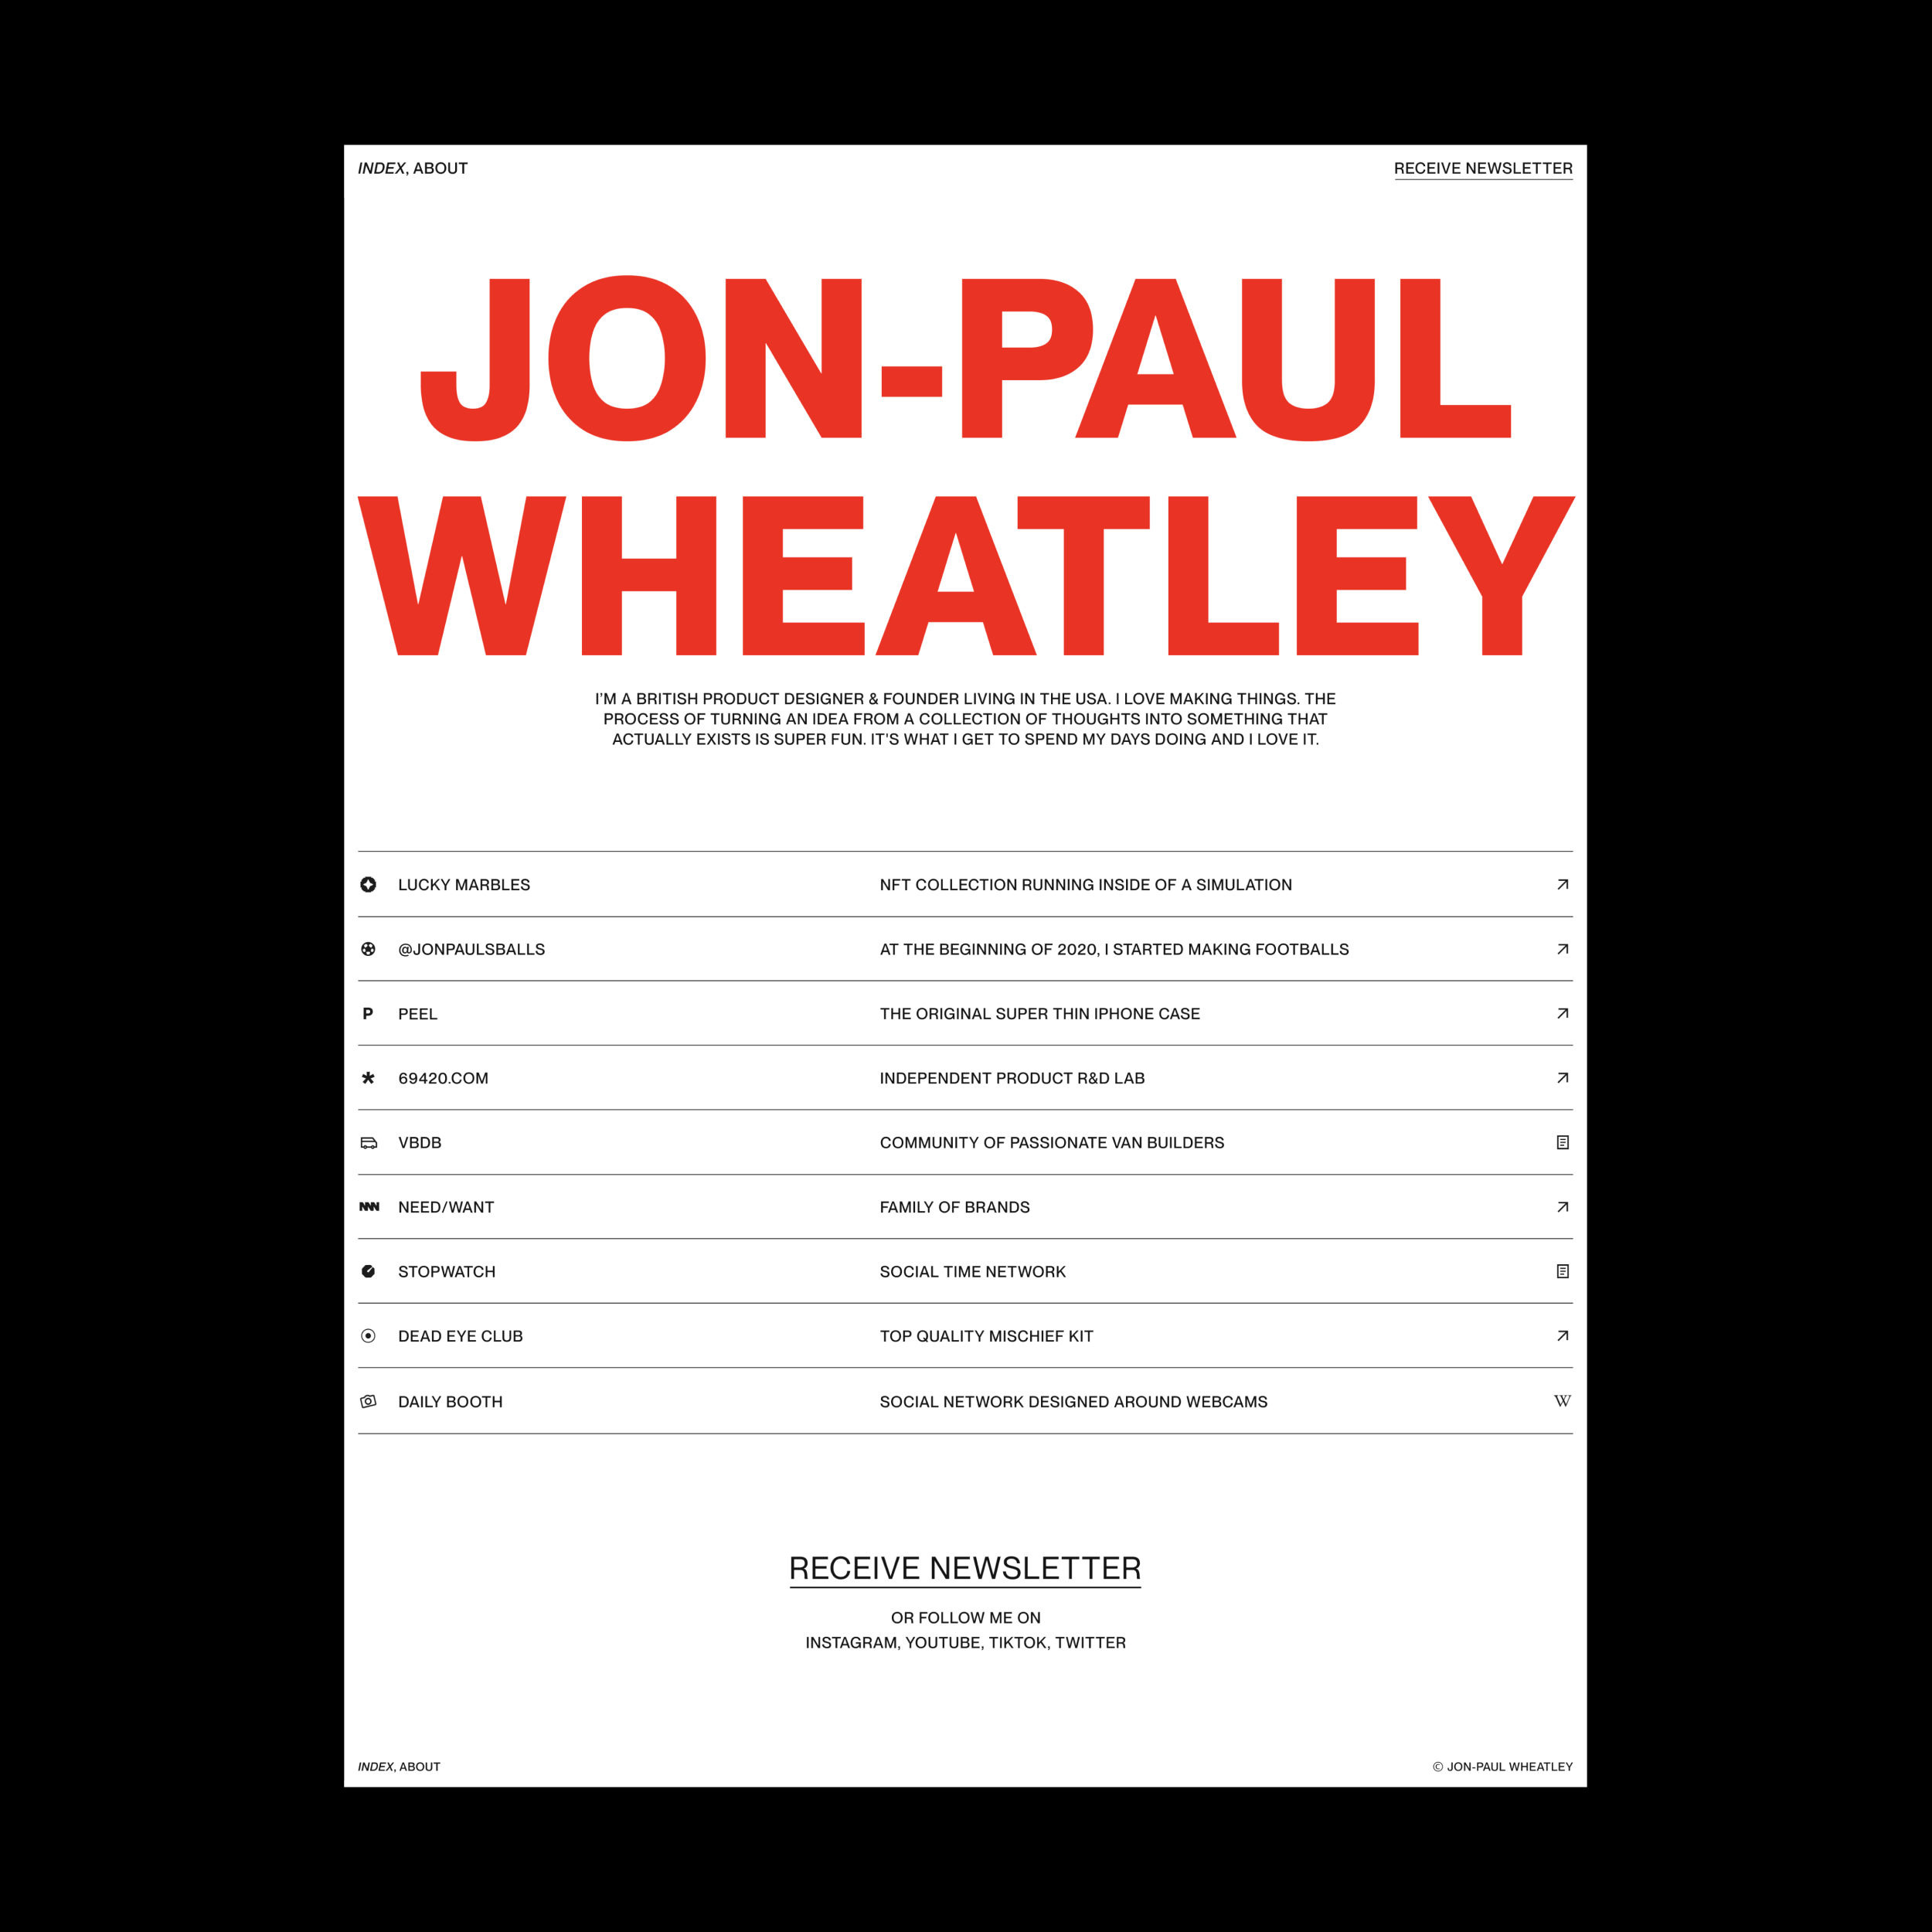 INDEX, ABOUT
RECEIVE NEWSLETTER
JON-PAUL
WHEATLEY
I’M A BRITISH PRODUCT DESIGNER & FOUNDER LIVING IN THE USA. I LOVE MAKING THINGS. THE
PROCESS OF TURNING AN IDEA FROM A COLLECTION OF THOUGHTS INTO SOMETHING THAT
ACTUALLY EXISTS IS SUPER FUN. IT'S WHAT I GET TO SPEND MY DAYS DOING AND I LOVE IT.
LUCKY MARBLES NFT COLLECTION RUNNING INSIDE OF A SIMULATION
@JONPAULSBALLS AT THE BEGINNING OF 2020, I STARTED MAKING FOOTBALLS
P PEEL THE ORIGINAL SUPER THIN IPHONE CASE
* 69420.COM INDEPENDENT PRODUCT R&D LAB
VBDB COMMUNITY OF PASSIONATE VAN BUILDERS
NEED/WANT FAMILY OF BRANDS
STOPWATCH SOCIAL TIME NETWORK
DEAD EYE CLUB TOP QUALITY MISCHIEF KIT
DAILY BOOTH SOCIAL NETWORK DESIGNED AROUND WEBCAMS W
RECEIVE NEWSLETTER
OR FOLLOW ME ON
INSTAGRAM, YOUTUBE, TIKTOK, TWITTER
INDEX, ABOUT
© JON-PAUL WHEATLEY